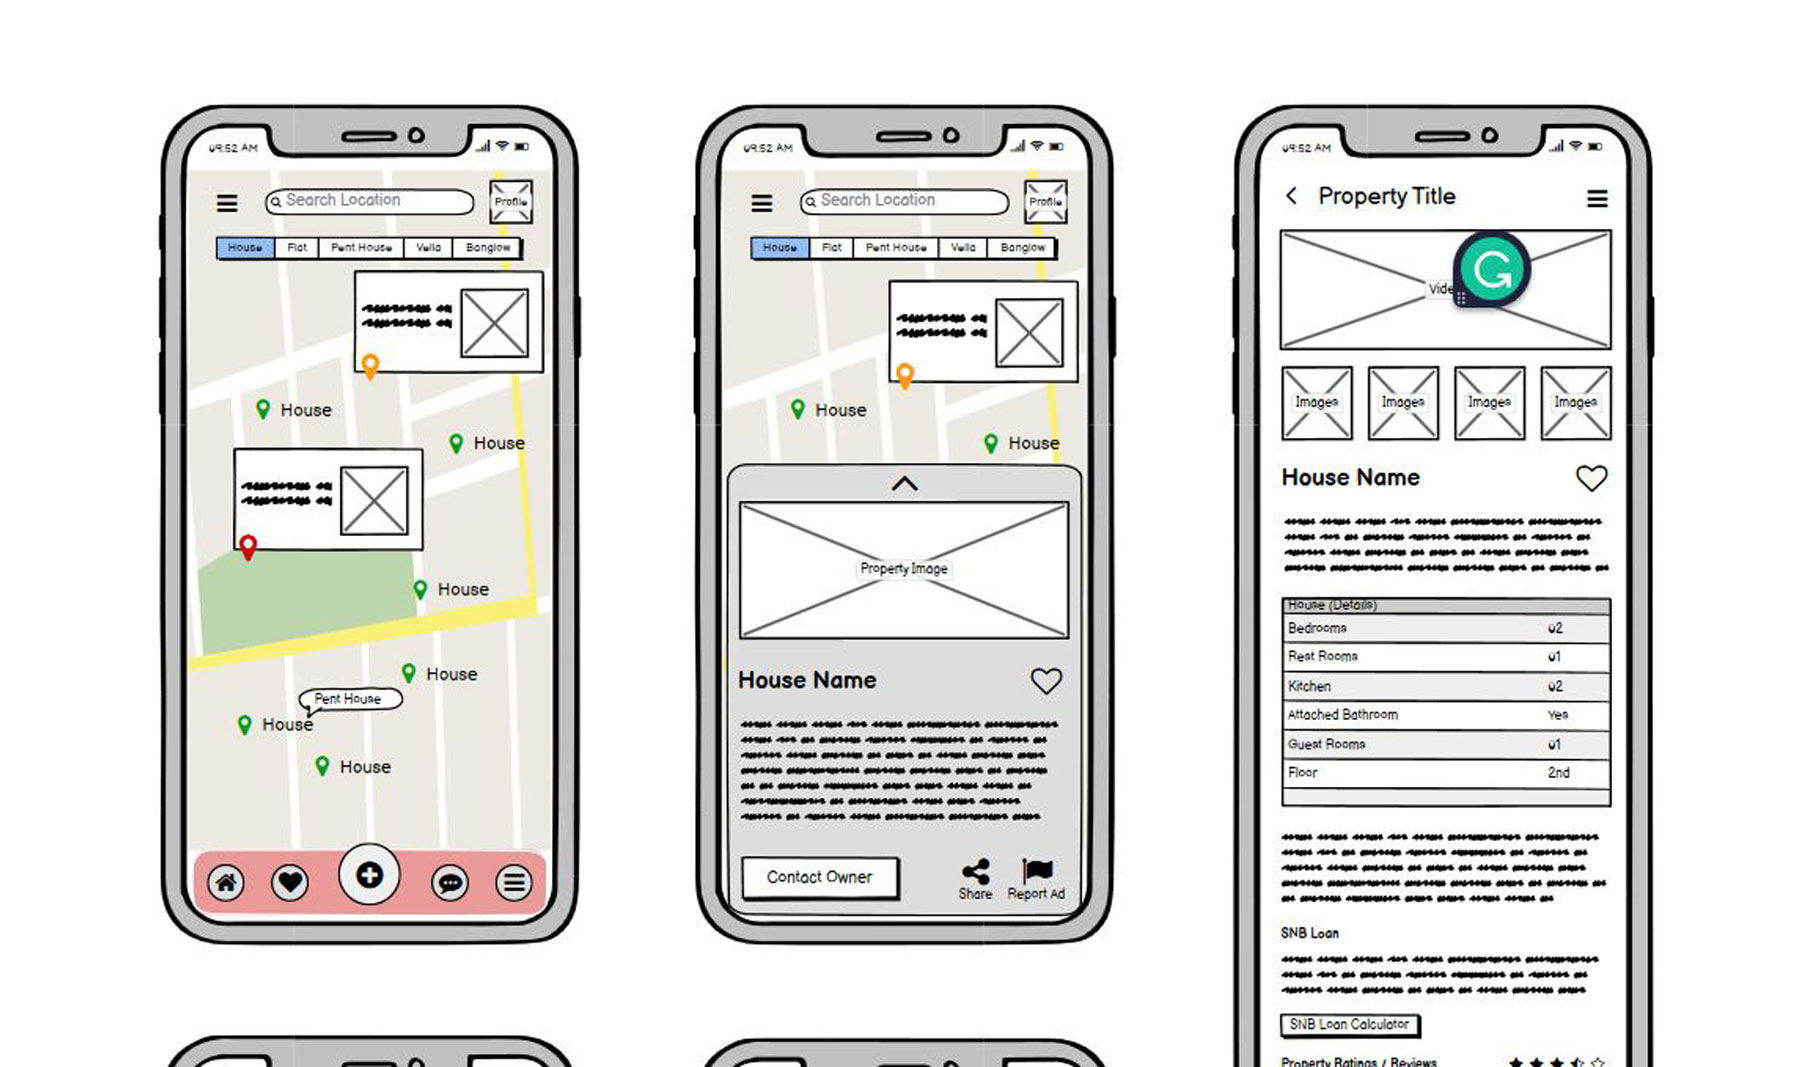 09:52 AM
Search Location
Profile
House Flat Pent House Vella Banglow
House
House
House
House
Pent House
House
House
09:52 AM
Search Location
Profile
House Flat Pent House Vella Banglow
House
House
Property Image
House Name
Contact Owner
Share
Report Ad
09:52 AM
Property Title
Images Images Images Images
House Name
House (Details)
Bedrooms 02
Rest Rooms 01
Kitchen 02
Attached Bathroom Yes
Guest Rooms 01
Floor 2nd
SNB Loan
SNB Loan Calculator
Property Ratings / Reviews